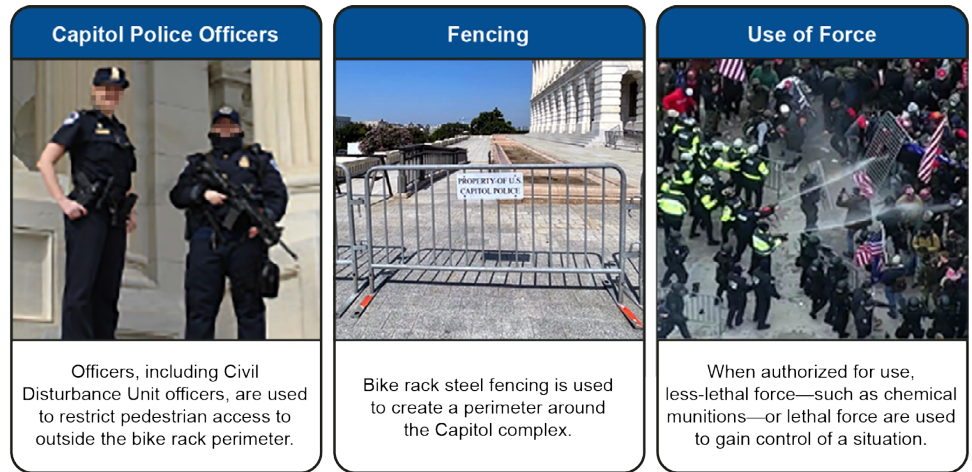 Capitol Police Officers
Officers, including Civil
Disturbance Unit officers, are used
to restrict pedestrian access to
outside the bike rack perimeter.
Fencing
PROPERTY OF U.S.
CAPITOL POLICE
Bike rack steel fencing is used
to create a perimeter around
the Capitol complex.
Use of Force
When authorized for use,
less-lethal force—such as chemical
munitions—or lethal force are used
to gain control of a situation.